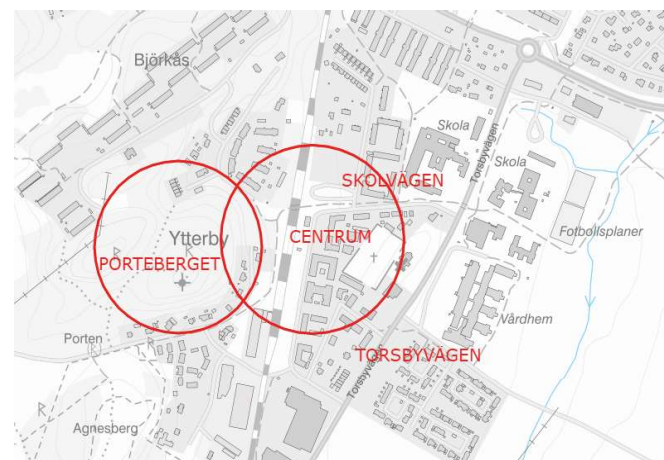 Björkås
Skola
Torsbyvägen
Skola
SKOLVÄGEN
Ytterby
R
CENTRUM
Fotbollsplaner
PORTEBERGET
Vårdhem
Porten
R
R
TORSBYVÄGEN
Torsbyvägen
R
Agnesberg